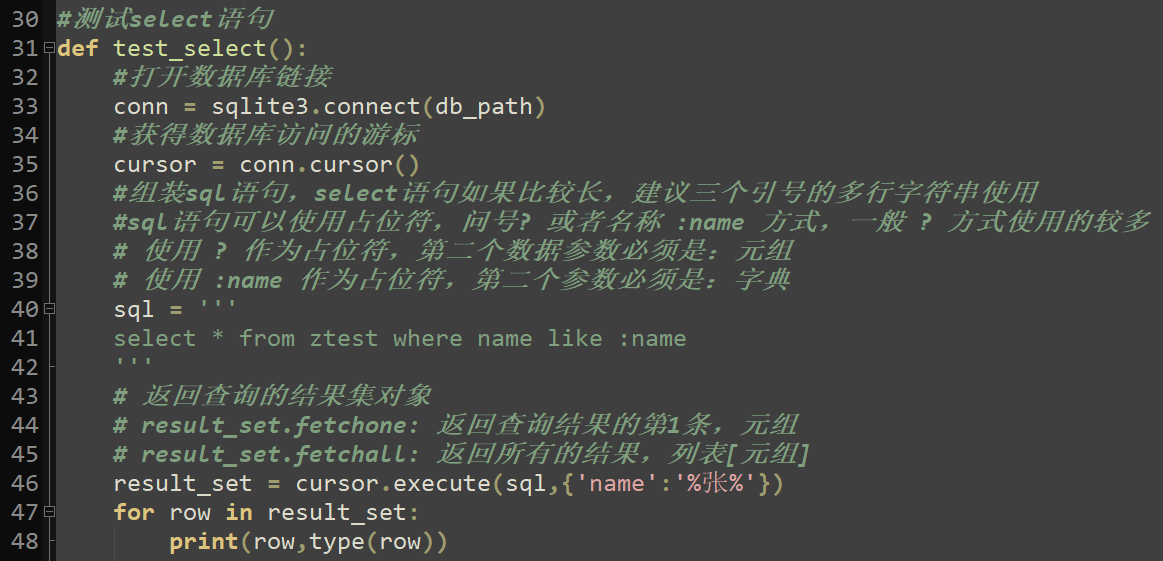 30 #测试select语句
31 def test_select():
32     #打开数据库链接
33     conn = sqlite3.connect(db_path)
34     #获得数据库访问的游标
35     cursor = conn.cursor()
36     #组装sql语句，select语句如果比较长，建议三个引号的多行字符串使用
37     #sql语句可以使用占位符，问号? 或者名称 :name 方式，一般 ? 方式使用的较多
38     # 使用 ? 作为占位符，第二个数据参数必须是：元组
39     # 使用 :name 作为占位符，第二个参数必须是：字典
40     sql = '''
41     select * from ztest where name like :name
42     '''
43     # 返回查询的结果集对象
44     # result_set.fetchone: 返回查询结果的第1条，元组
45     # result_set.fetchall: 返回所有的结果，列表[元组]
46     result_set = cursor.execute(sql,{'name':'%张%'})
47     for row in result_set:
48         print(row,type(row))